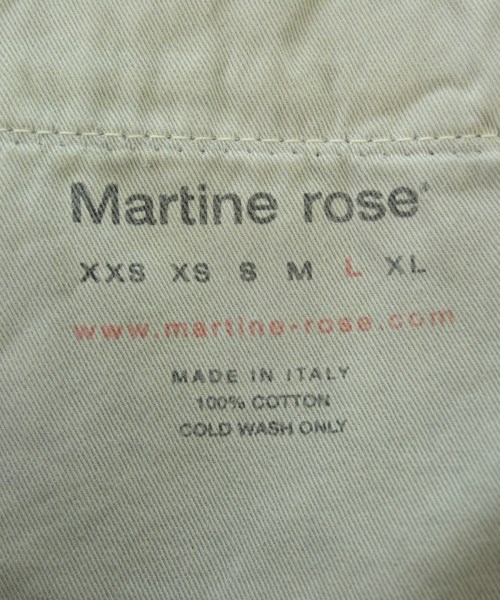 Martine rose
XXS XS S M L XL
www.martine-rose.com
MADE IN ITALY
100% COTTON
COLD WASH ONLY